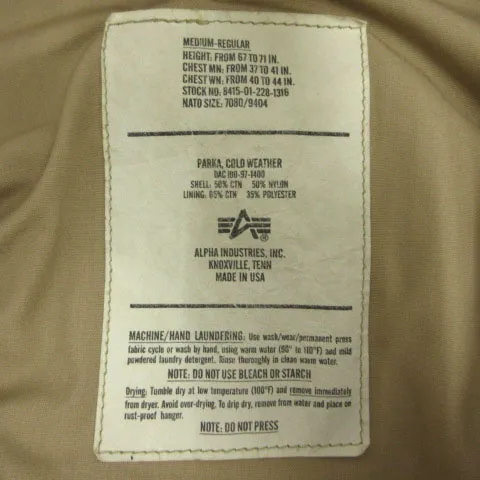 MEDIUM-REGULAR
HEIGHT: FROM 67 TO 71 IN.
CHEST MN: FROM 37 TO 41 IN.
CHEST WN: FROM 40 TO 44 IN.
STOCK NO: 8415-01-228-1316
NATO SIZE: 7080/9404
PARKA, COLD WEATHER
DAC 100-97-1400
SHELL: 50% CTN 50% NYLON
LINING: 65% CTN 35% POLYESTER
ALPHA INDUSTRIES, INC.
KNOXVILLE, TENN
MADE IN USA
MACHINE/HAND LAUNDERING: Use wash/wear/permanent press
fabric cycle or wash by hand, using warm water (90° to 110°F) and mild
powdered laundry detergent. Rinse thoroughly in clean warm water.
NOTE: DO NOT USE BLEACH OR STARCH
Drying: Tumble dry at low temperature (100°F) and remove immediately
from dryer. Avoid over-drying. To drip dry, remove from water and place on
rust-proof hanger.
NOTE: DO NOT PRESS